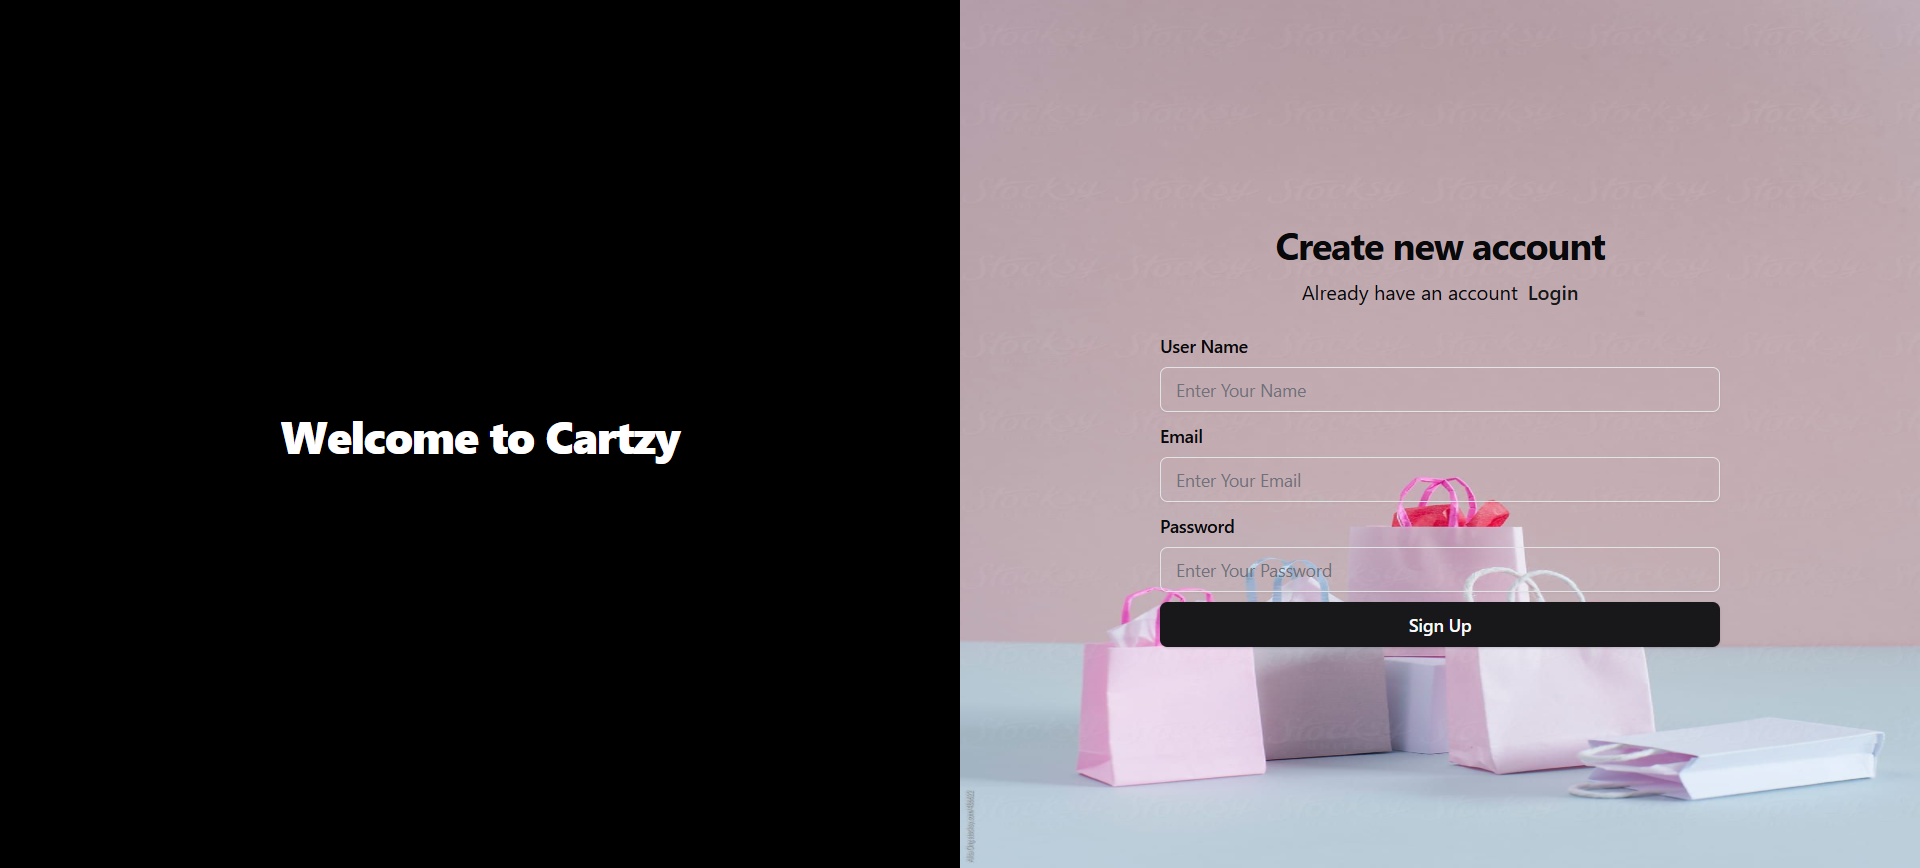 Welcome to Cartzy
Create new account
Already have an account Login
User Name
Enter Your Name
Email
Enter Your Email
Password
Enter Your Password
Sign Up
Stocksy